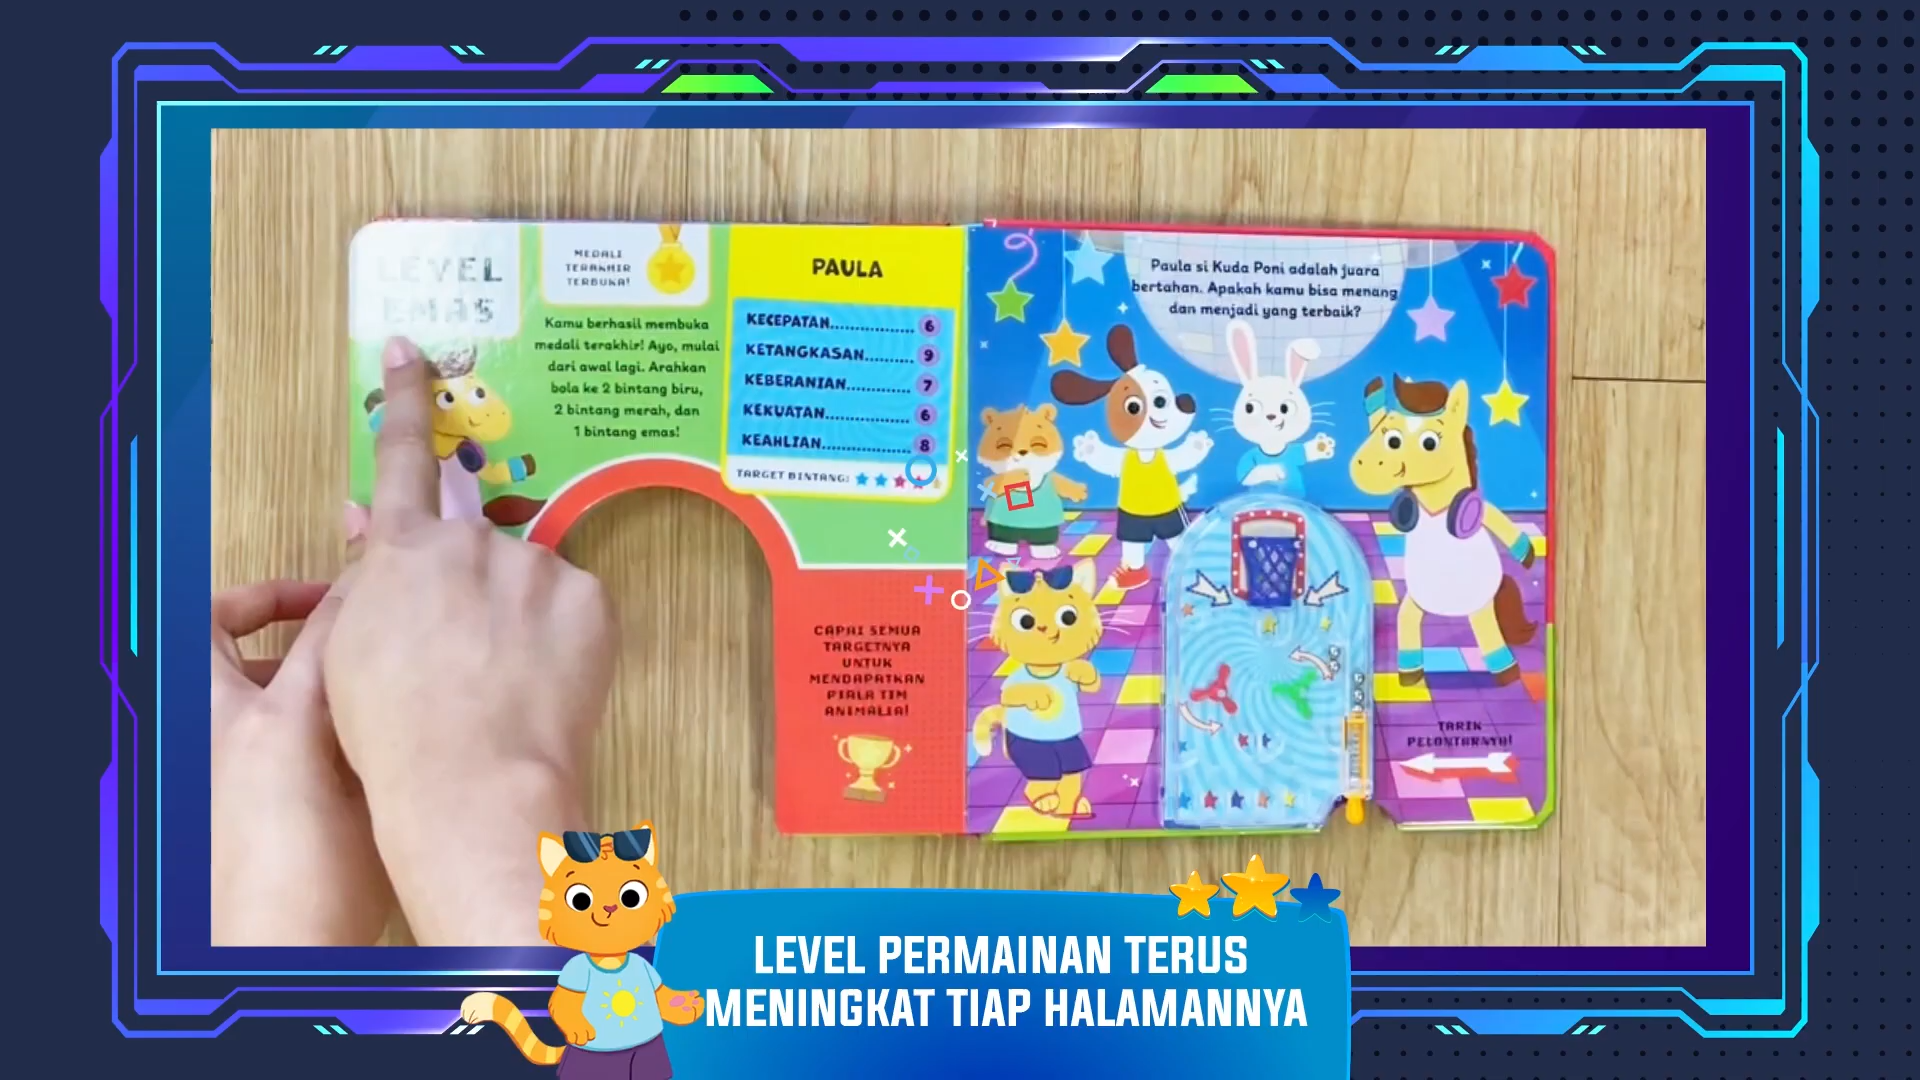 LEVEL
EMAS
MEDALI
TERAKHIR
TERBUKA!
Kamu berhasil membuka
medali terakhir! Ayo, mulai
dari awal lagi. Arahkan
bola ke 2 bintang biru,
2 bintang merah, dan
1 bintang emas!
PAULA
KECEPATAN................ 6
KETANGKASAN.......... 9
KEBERANIAN............. 7
KEKUATAN................. 6
KEAHLIAN.................. 8
TARGET BINTANG:
CAPAI SEMUA
TARGETNYA
UNTUK
MENDAPATKAN
PIALA TIM
ANIMALIA!
Paula si Kuda Poni adalah juara
bertahan. Apakah kamu bisa menang
dan menjadi yang terbaik?
TARIK
PELONTARNYA!
LEVEL PERMAINAN TERUS
MENINGKAT TIAP HALAMANNYA